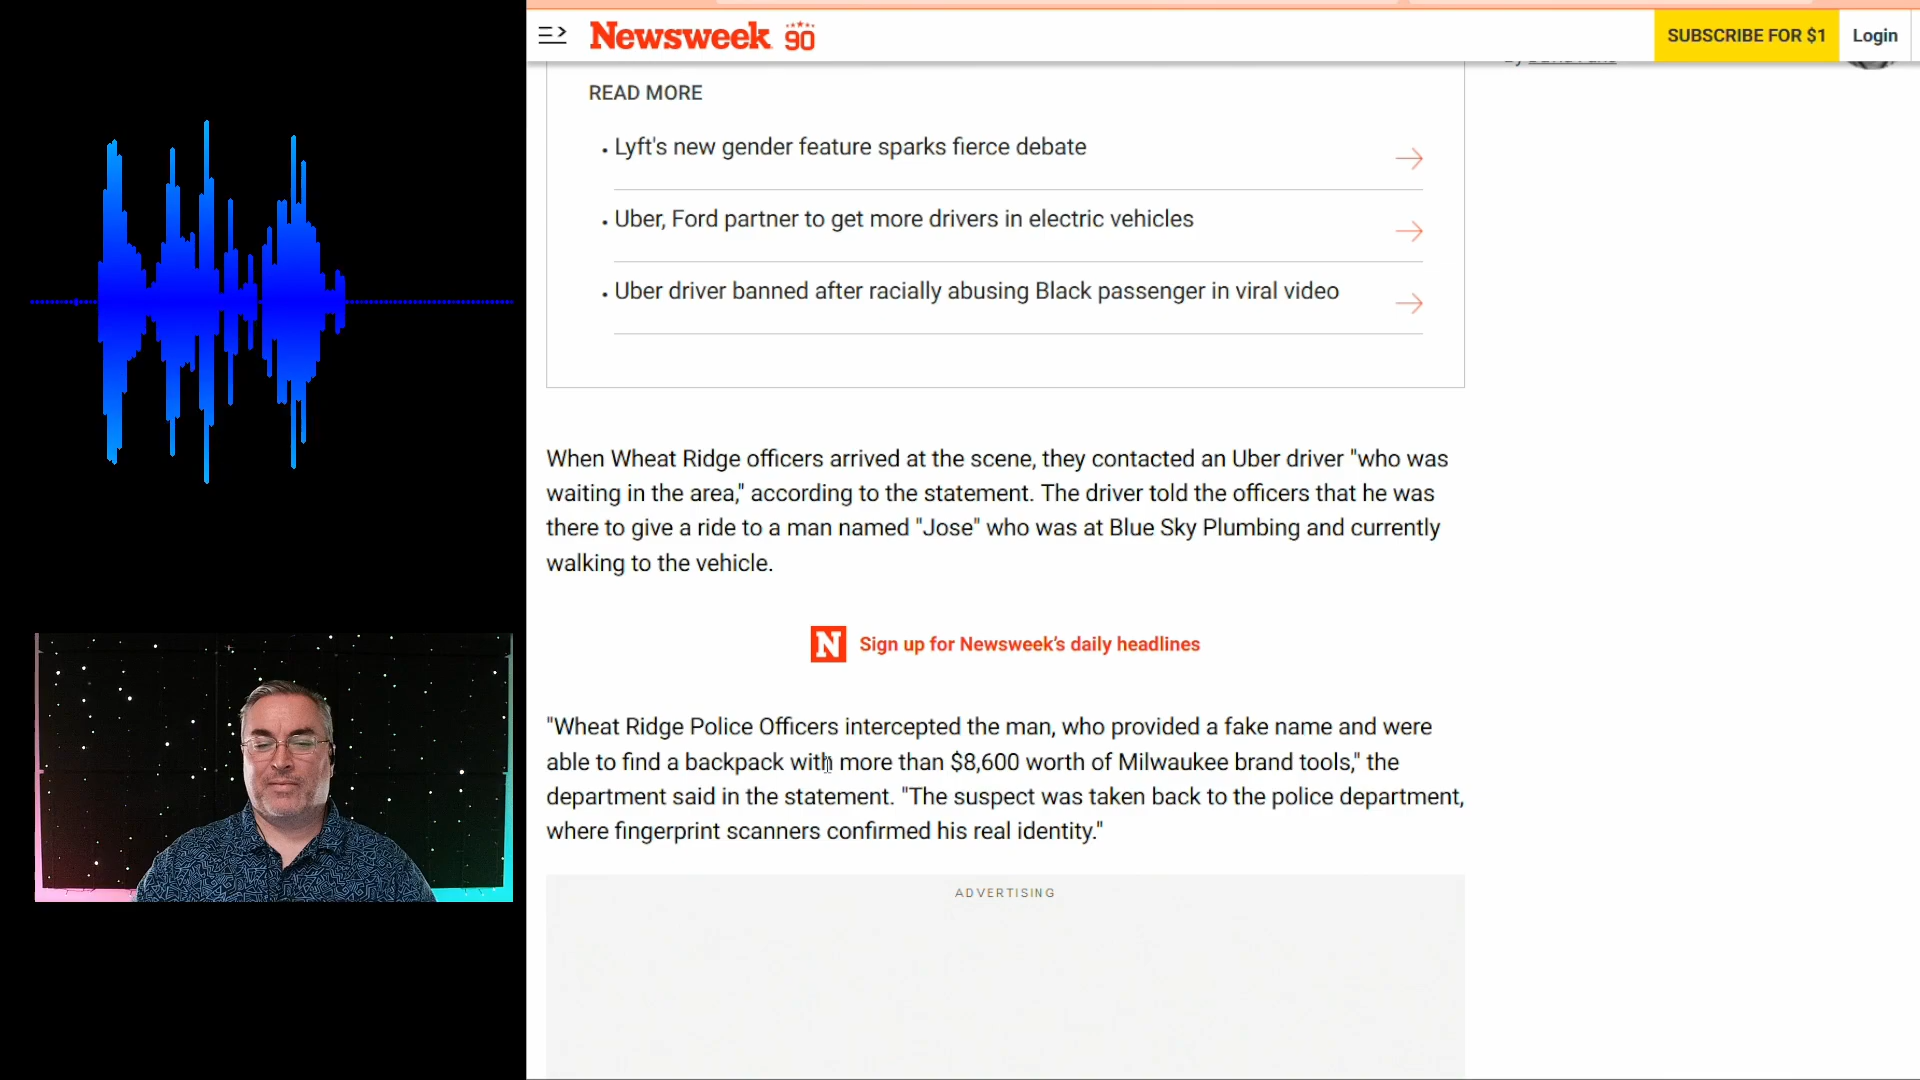 Newsweek 90
SUBSCRIBE FOR $1
Login
READ MORE
Lyft's new gender feature sparks fierce debate
Uber, Ford partner to get more drivers in electric vehicles
Uber driver banned after racially abusing Black passenger in viral video
When Wheat Ridge officers arrived at the scene, they contacted an Uber driver "who was
waiting in the area," according to the statement. The driver told the officers that he was
there to give a ride to a man named "Jose" who was at Blue Sky Plumbing and currently
walking to the vehicle.
N Sign up for Newsweek’s daily headlines
"Wheat Ridge Police Officers intercepted the man, who provided a fake name and were
able to find a backpack with more than $8,600 worth of Milwaukee brand tools," the
department said in the statement. "The suspect was taken back to the police department,
where fingerprint scanners confirmed his real identity."
ADVERTISING